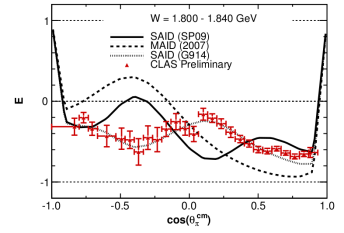 W = 1.800 - 1.840 GeV
SAID (SP09)
MAID (2007)
SAID (G914)
CLAS Preliminary
E
1
0
-1
-1.0 -0.5 0.0 0.5 1.0
cos(θπcm)